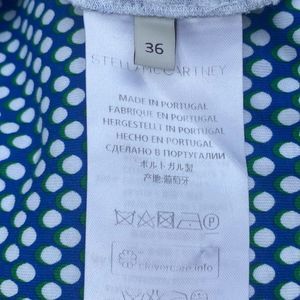 36
STELLA McCARTNEY
MADE IN PORTUGAL
FABRIQUE EN PORTUGAL
HERGESTELLT IN PORTUGAL
HECHO EN PORTUGAL
СДЕЛАНО В ПОРТУГАЛИИ
ポルトガル製
产地:葡萄牙
clevercare.info